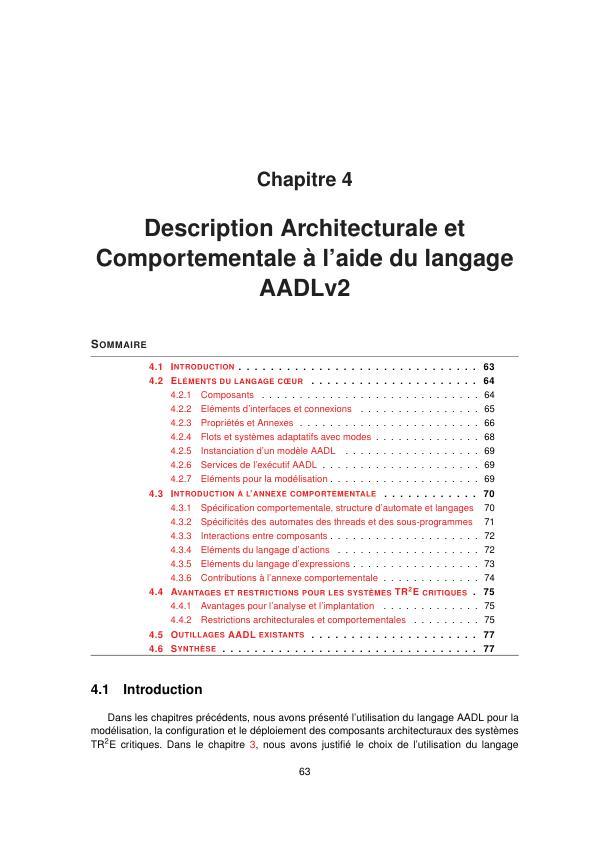 Chapitre 4
Description Architecturale et
Comportementale à l'aide du langage
AADLv2
SOMMAIRE
4.1 INTRODUCTION . . . . . . . . . . . . . . . . . . . . . . . . . . . . . . 63
4.2 ELÉMENTS DU LANGAGE CŒUR . . . . . . . . . . . . . . . . . . . . . 64
4.2.1 Composants . . . . . . . . . . . . . . . . . . . . . . . . . . . . 64
4.2.2 Eléments d'interfaces et connexions . . . . . . . . . . . . . . . 65
4.2.3 Propriétés et Annexes . . . . . . . . . . . . . . . . . . . . . . . 66
4.2.4 Flots et systèmes adaptatifs avec modes . . . . . . . . . . . . . 68
4.2.5 Instanciation d'un modèle AADL . . . . . . . . . . . . . . . . . 69
4.2.6 Services de l'exécutif AADL . . . . . . . . . . . . . . . . . . . . 69
4.2.7 Eléments pour la modélisation . . . . . . . . . . . . . . . . . . . 69
4.3 INTRODUCTION À L'ANNEXE COMPORTEMENTALE . . . . . . . . . . . . 70
4.3.1 Spécification comportementale, structure d'automate et langages 70
4.3.2 Spécificités des automates des threads et des sous-programmes 71
4.3.3 Interactions entre composants . . . . . . . . . . . . . . . . . . . 72
4.3.4 Eléments du langage d'actions . . . . . . . . . . . . . . . . . . 72
4.3.5 Eléments du langage d'expressions . . . . . . . . . . . . . . . . 73
4.3.6 Contributions à l'annexe comportementale . . . . . . . . . . . . 74
4.4 AVANTAGES ET RESTRICTIONS POUR LES SYSTÈMES TR²E CRITIQUES . 75
4.4.1 Avantages pour l'analyse et l'implantation . . . . . . . . . . . . 75
4.4.2 Restrictions architecturales et comportementales . . . . . . . . . 75
4.5 OUTILLAGES AADL EXISTANTS . . . . . . . . . . . . . . . . . . . . . 77
4.6 SYNTHÈSE . . . . . . . . . . . . . . . . . . . . . . . . . . . . . . . . 77
4.1 Introduction
Dans les chapitres précédents, nous avons présenté l'utilisation du langage AADL pour la
modélisation, la configuration et le déploiement des composants architecturaux des systèmes
TR²E critiques. Dans le chapitre 3, nous avons justifié le choix de l'utilisation du langage
63